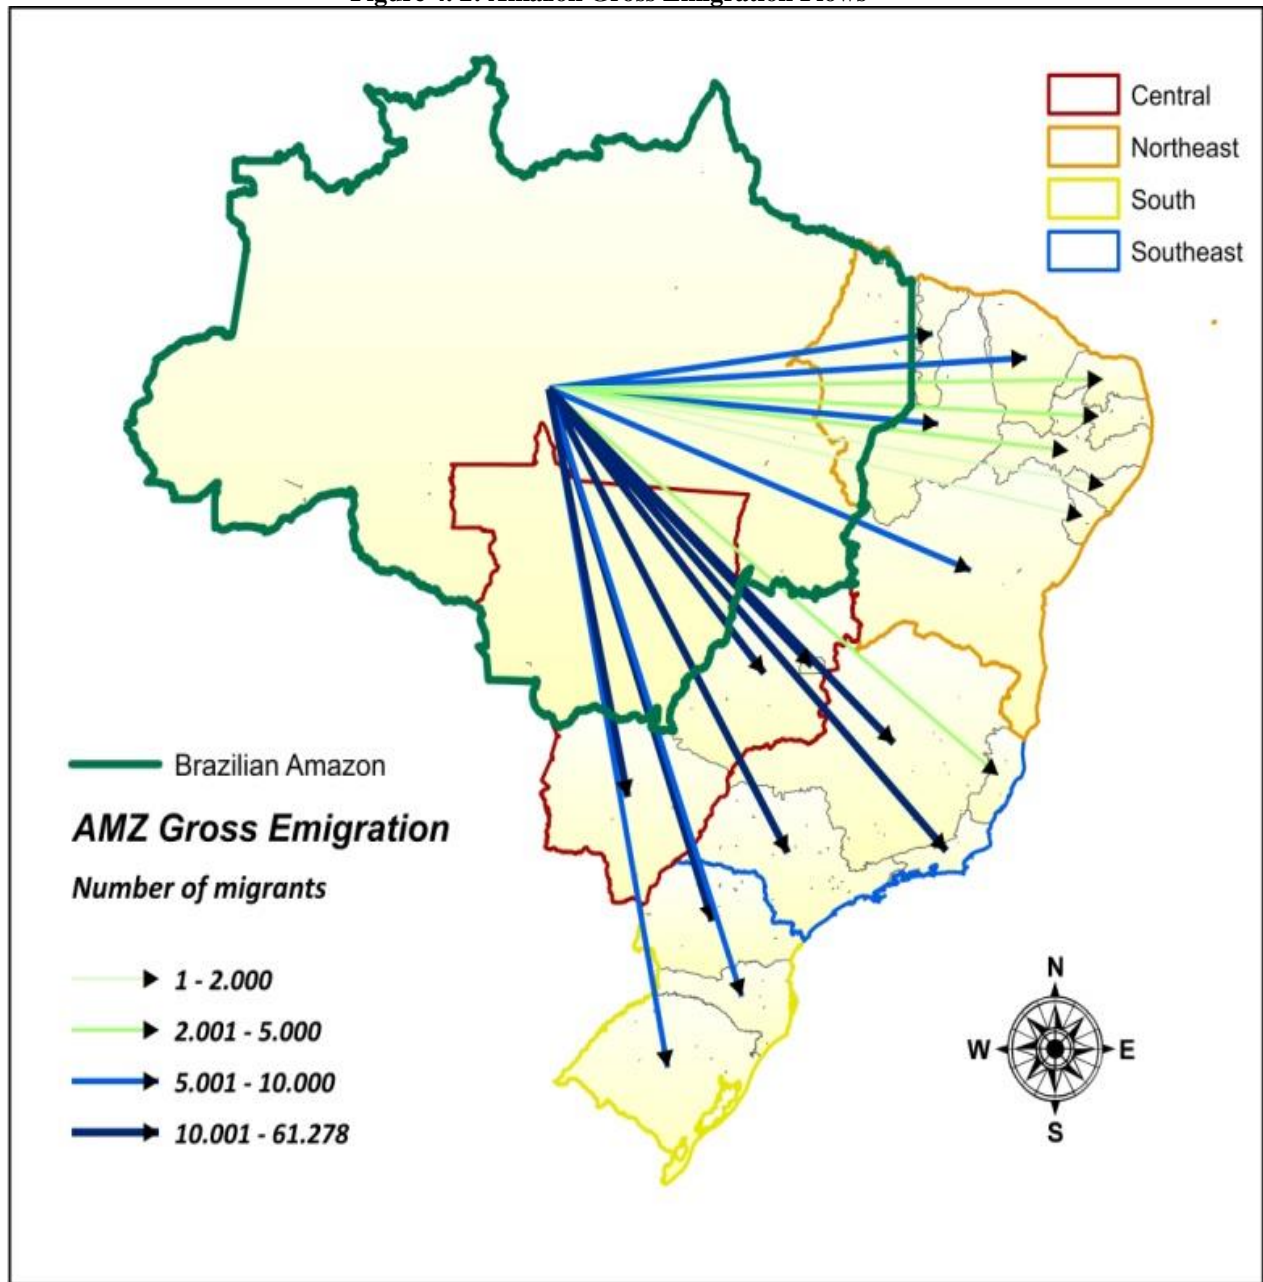 Central
Northeast
South
Southeast
Brazilian Amazon
AMZ Gross Emigration
Number of migrants
1 - 2.000
2.001 - 5.000
5.001 - 10.000
10.001 - 61.278
N
W E
S